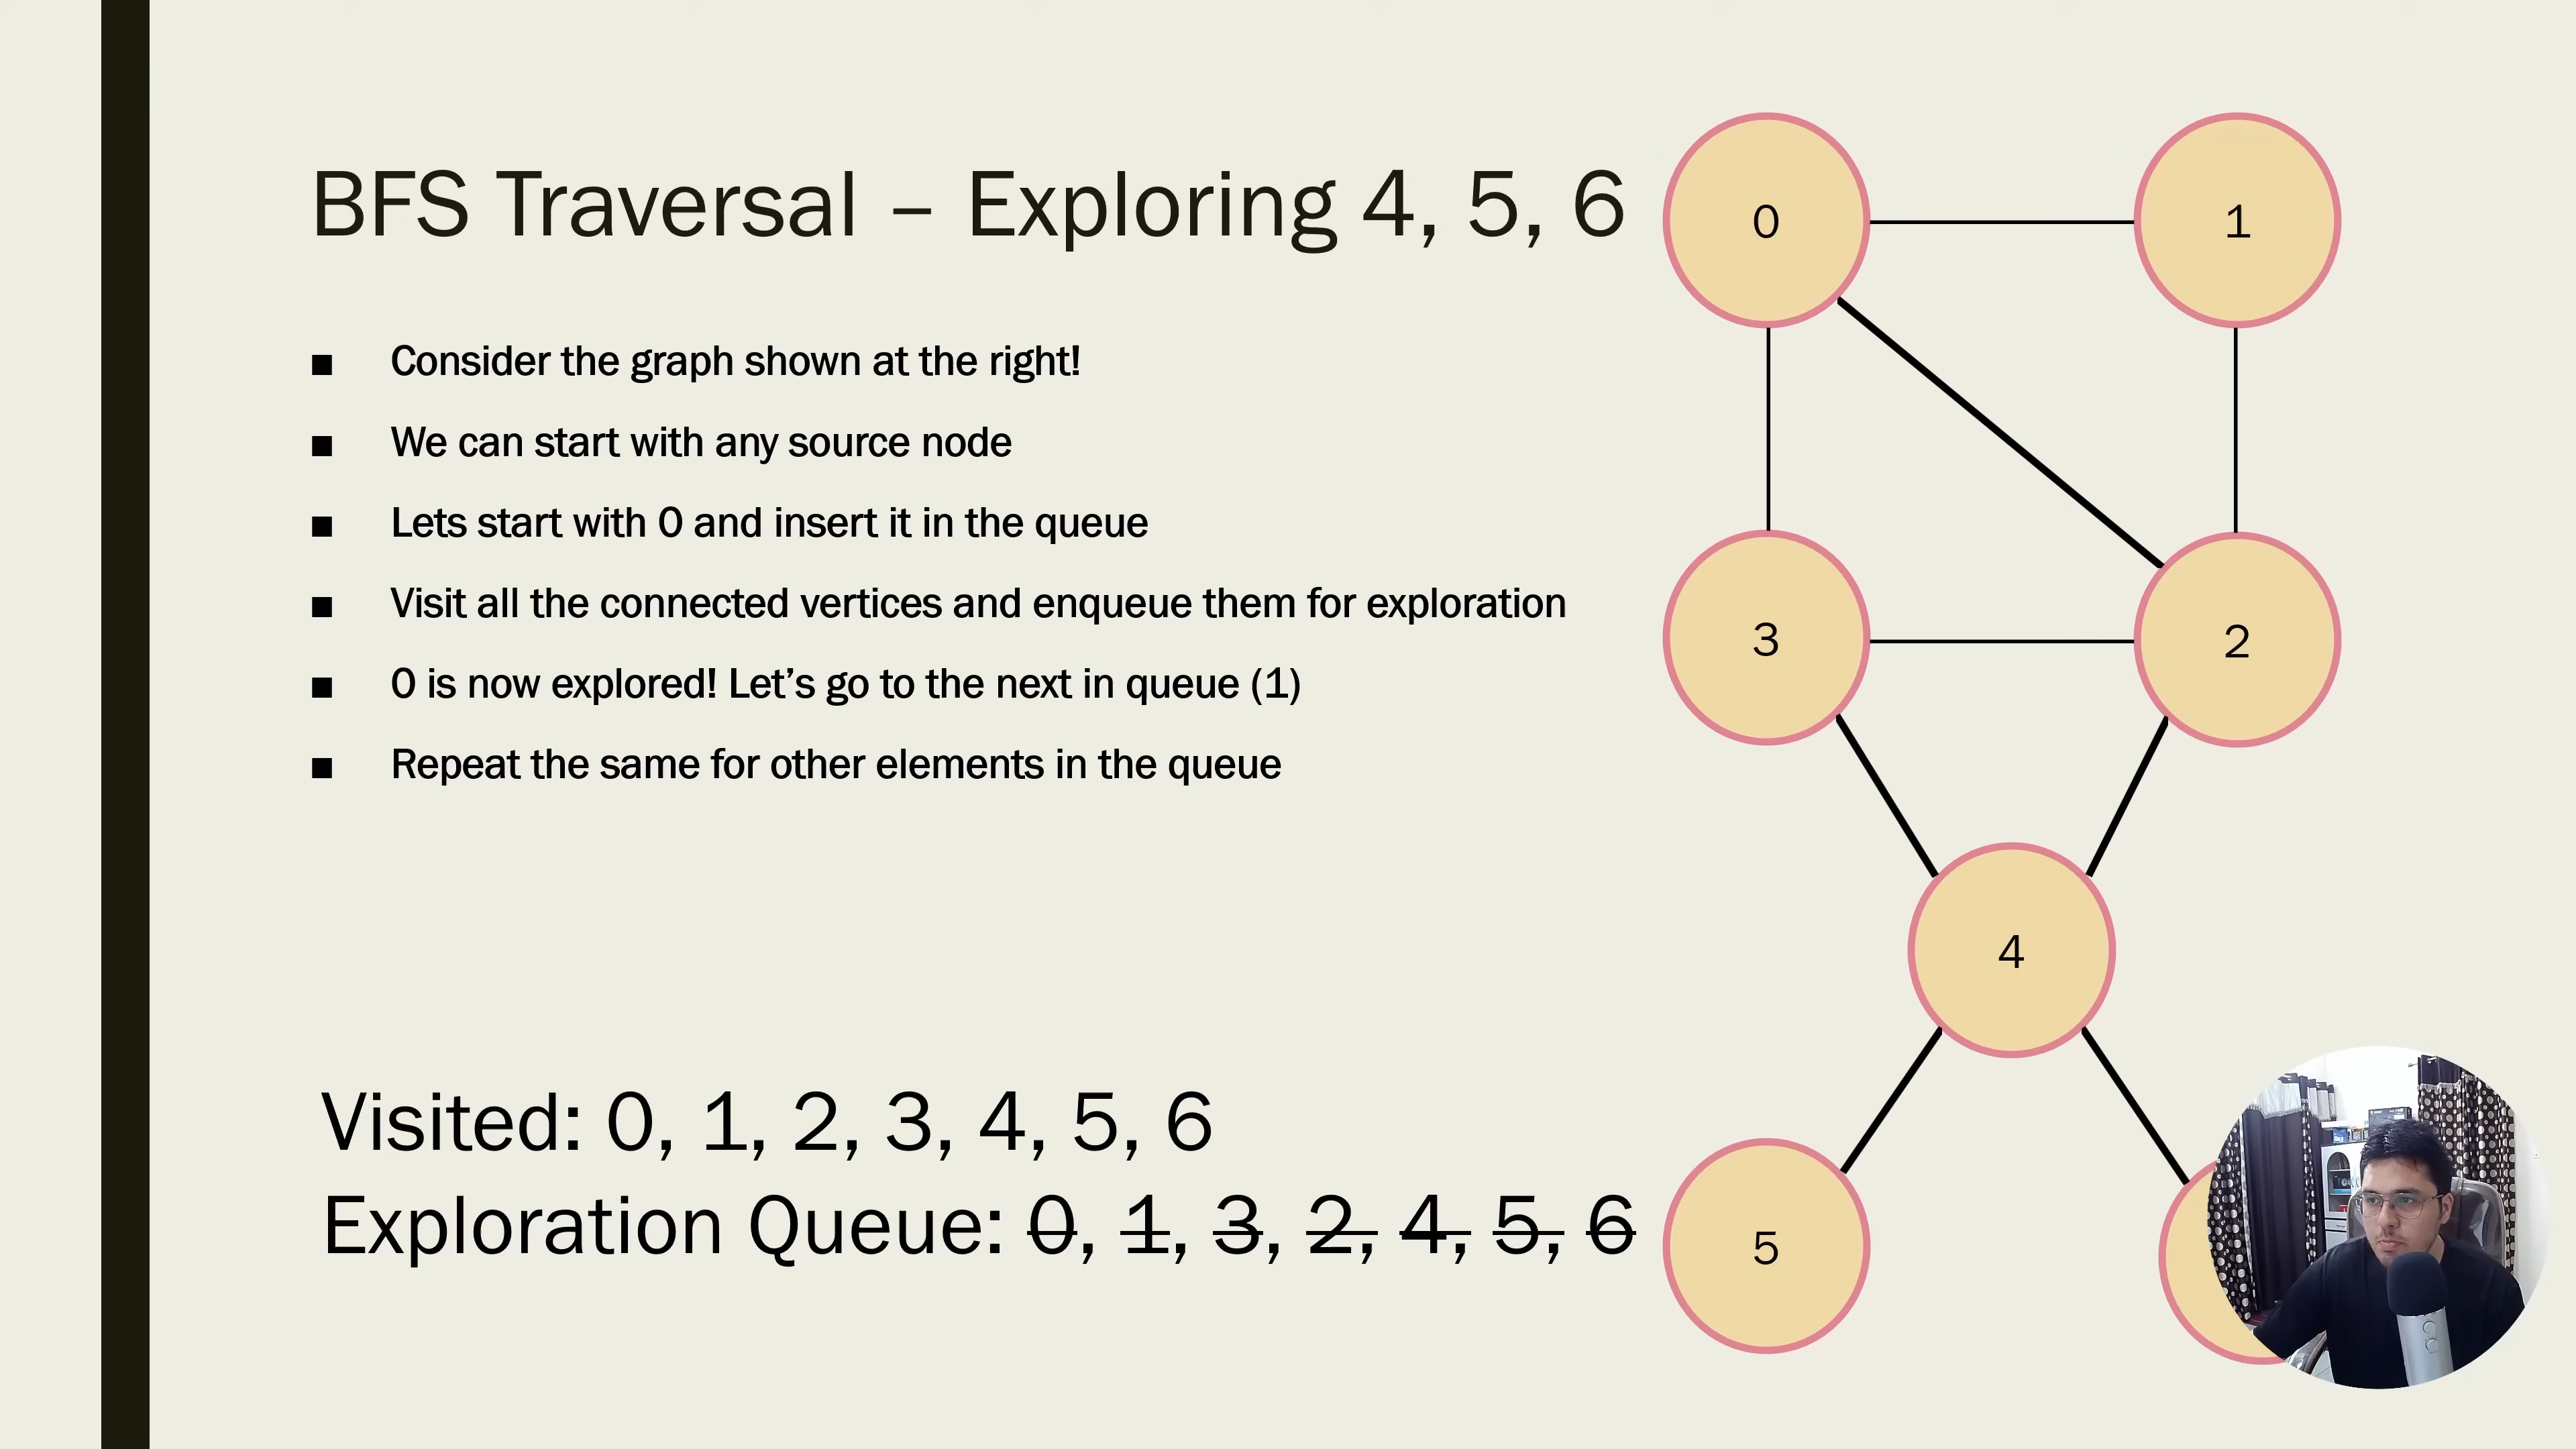 BFS Traversal – Exploring 4, 5, 6
■ Consider the graph shown at the right!
■ We can start with any source node
■ Lets start with 0 and insert it in the queue
■ Visit all the connected vertices and enqueue them for exploration
■ 0 is now explored! Let’s go to the next in queue (1)
■ Repeat the same for other elements in the queue
Visited: 0, 1, 2, 3, 4, 5, 6
Exploration Queue: 0, 1, 3, 2, 4, 5, 6
0
1
3
2
4
5